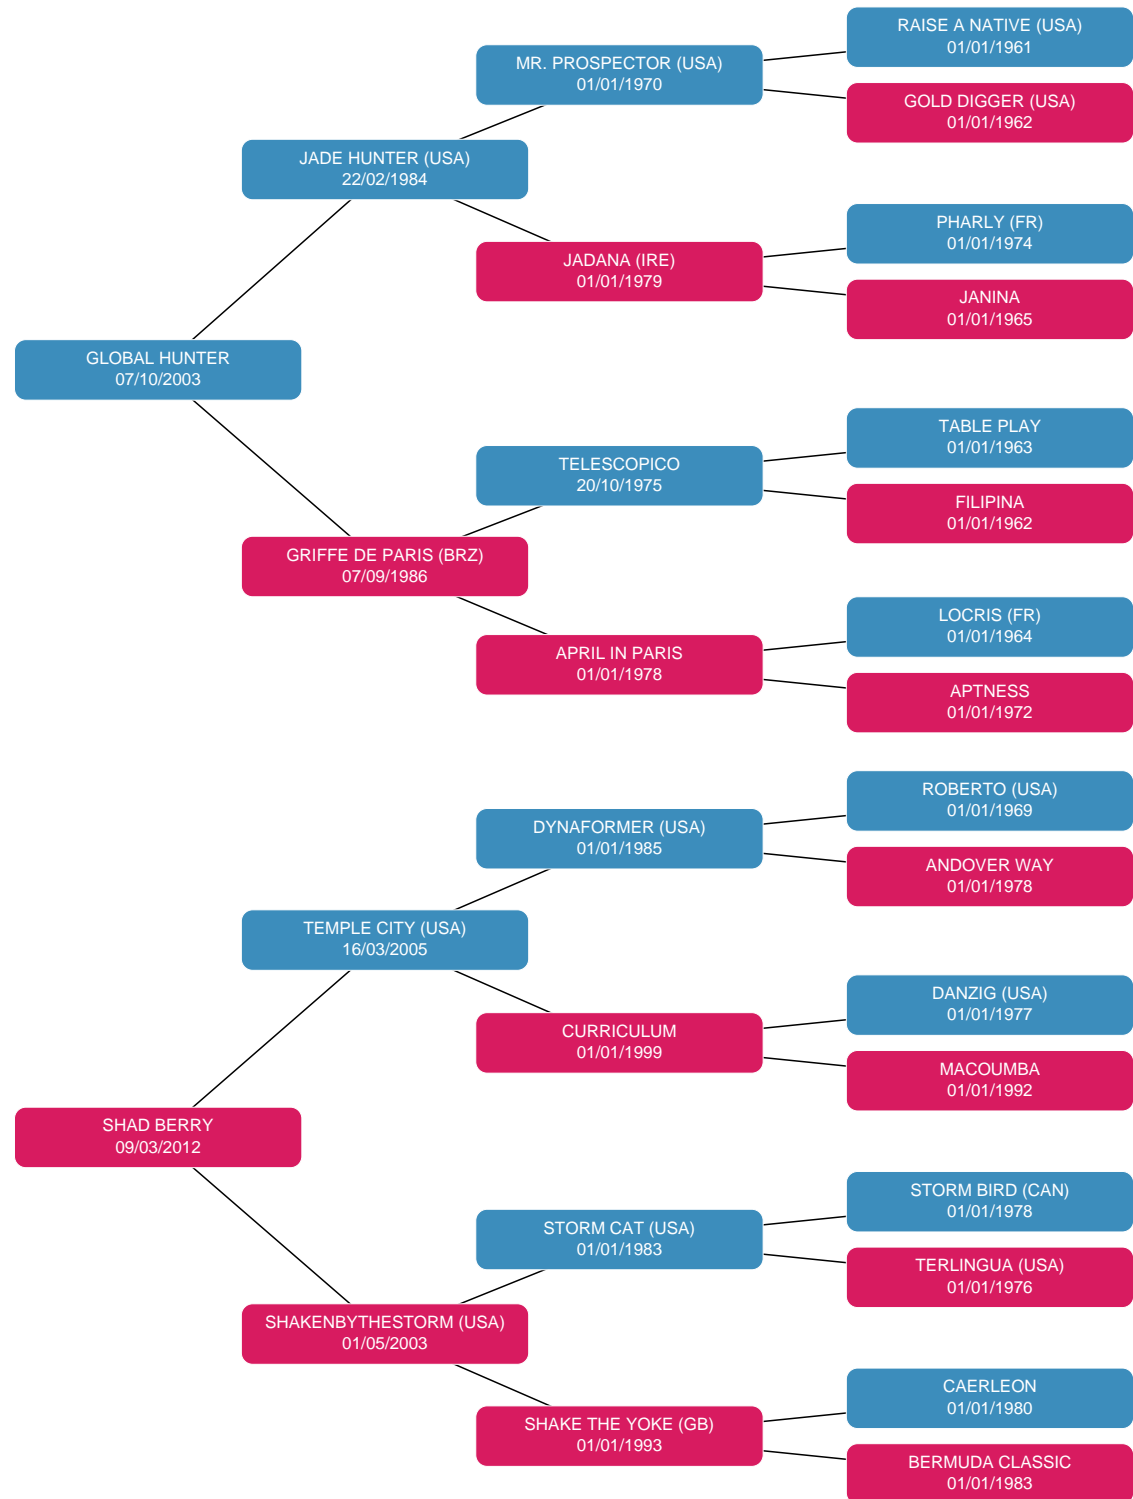 RAISE A NATIVE (USA)
01/01/1961
MR. PROSPECTOR (USA)
01/01/1970
GOLD DIGGER (USA)
01/01/1962
JADE HUNTER (USA)
22/02/1984
PHARLY (FR)
01/01/1974
JADANA (IRE)
01/01/1979
JANINA
01/01/1965
GLOBAL HUNTER
07/10/2003
TABLE PLAY
01/01/1963
TELESCOPICO
20/10/1975
FILIPINA
01/01/1962
GRIFFE DE PARIS (BRZ)
07/09/1986
LOCRIS (FR)
01/01/1964
APRIL IN PARIS
01/01/1978
APTNESS
01/01/1972
ROBERTO (USA)
01/01/1969
DYNAFORMER (USA)
01/01/1985
ANDOVER WAY
01/01/1978
TEMPLE CITY (USA)
16/03/2005
DANZIG (USA)
01/01/1977
CURRICULUM
01/01/1999
MACOUMBA
01/01/1992
SHAD BERRY
09/03/2012
STORM BIRD (CAN)
01/01/1978
STORM CAT (USA)
01/01/1983
TERLINGUA (USA)
01/01/1976
SHAKENBYTHESTORM (USA)
01/05/2003
CAERLEON
01/01/1980
SHAKE THE YOKE (GB)
01/01/1993
BERMUDA CLASSIC
01/01/1983